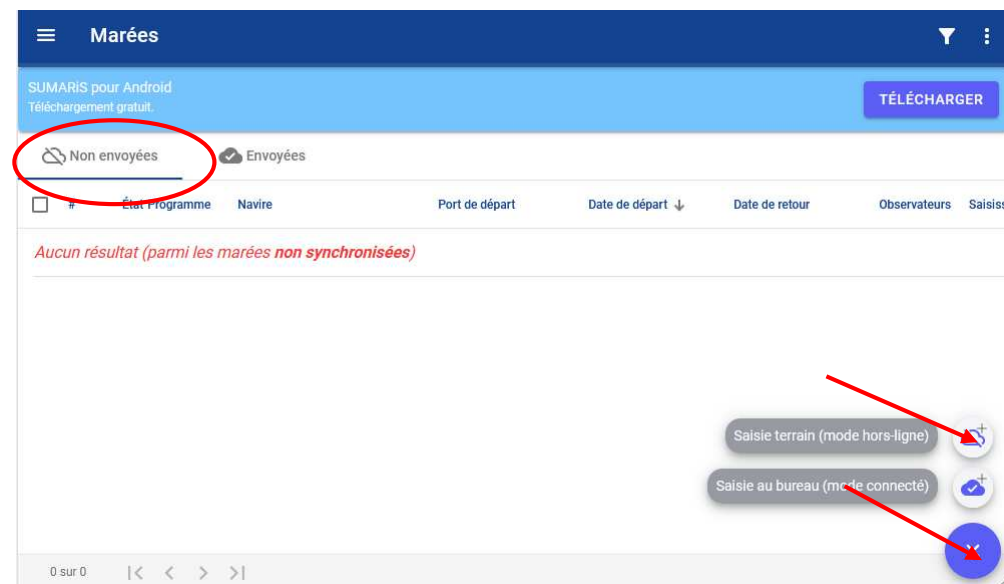 Marées
SUMARiS pour Android
Téléchargement gratuit.
TÉLÉCHARGER
Non envoyées
Envoyées
# État Programme Navire Port de départ Date de départ Date de retour Observateurs Saisiss
Aucun résultat (parmi les marées non synchronisées)
Saisie terrain (mode hors-ligne)
Saisie au bureau (mode connecté)
0 sur 0